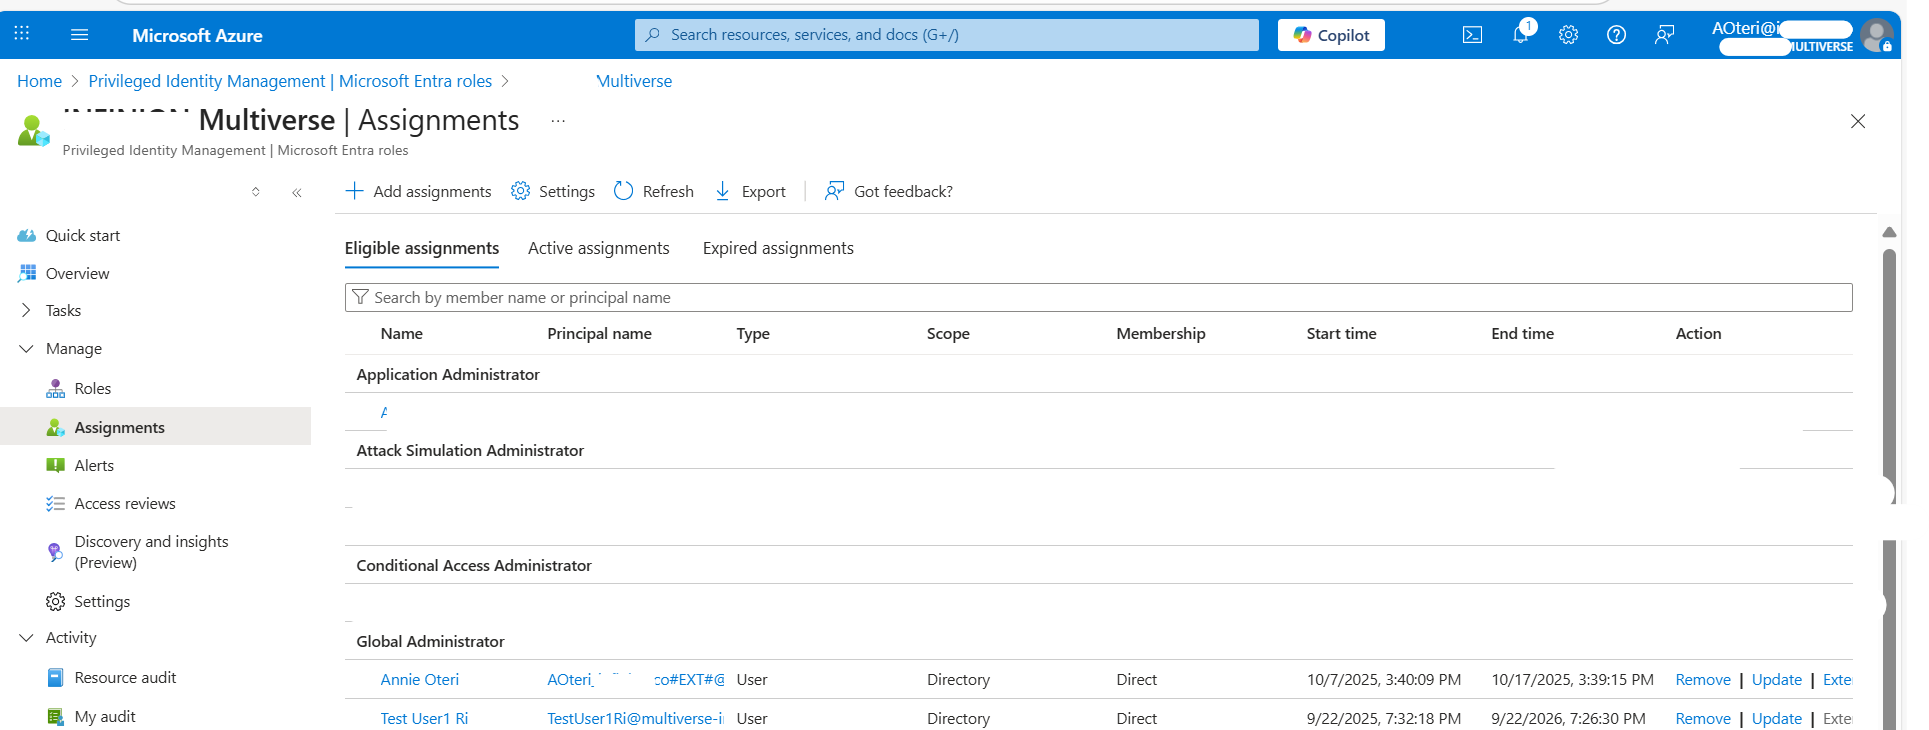 Microsoft Azure
Search resources, services, and docs (G+/)
Copilot
1
AOteri@
MULTIVERSE
Home > Privileged Identity Management | Microsoft Entra roles > Multiverse
Multiverse | Assignments ...
Privileged Identity Management | Microsoft Entra roles
Add assignments Settings Refresh Export Got feedback?
Quick start
Overview
Tasks
Manage
Roles
Assignments
Alerts
Access reviews
Discovery and insights
(Preview)
Settings
Activity
Resource audit
My audit
Eligible assignments Active assignments Expired assignments
Search by member name or principal name
Name Principal name Type Scope Membership Start time End time Action
Application Administrator
Attack Simulation Administrator
Conditional Access Administrator
Global Administrator
Annie Oteri AOteri_ co#EXT#@ User Directory Direct 10/7/2025, 3:40:09 PM 10/17/2025, 3:39:15 PM Remove | Update | Exte
Test User1 Ri TestUser1Ri@multiverse-i User Directory Direct 9/22/2025, 7:32:18 PM 9/22/2026, 7:26:30 PM Remove | Update | Exte